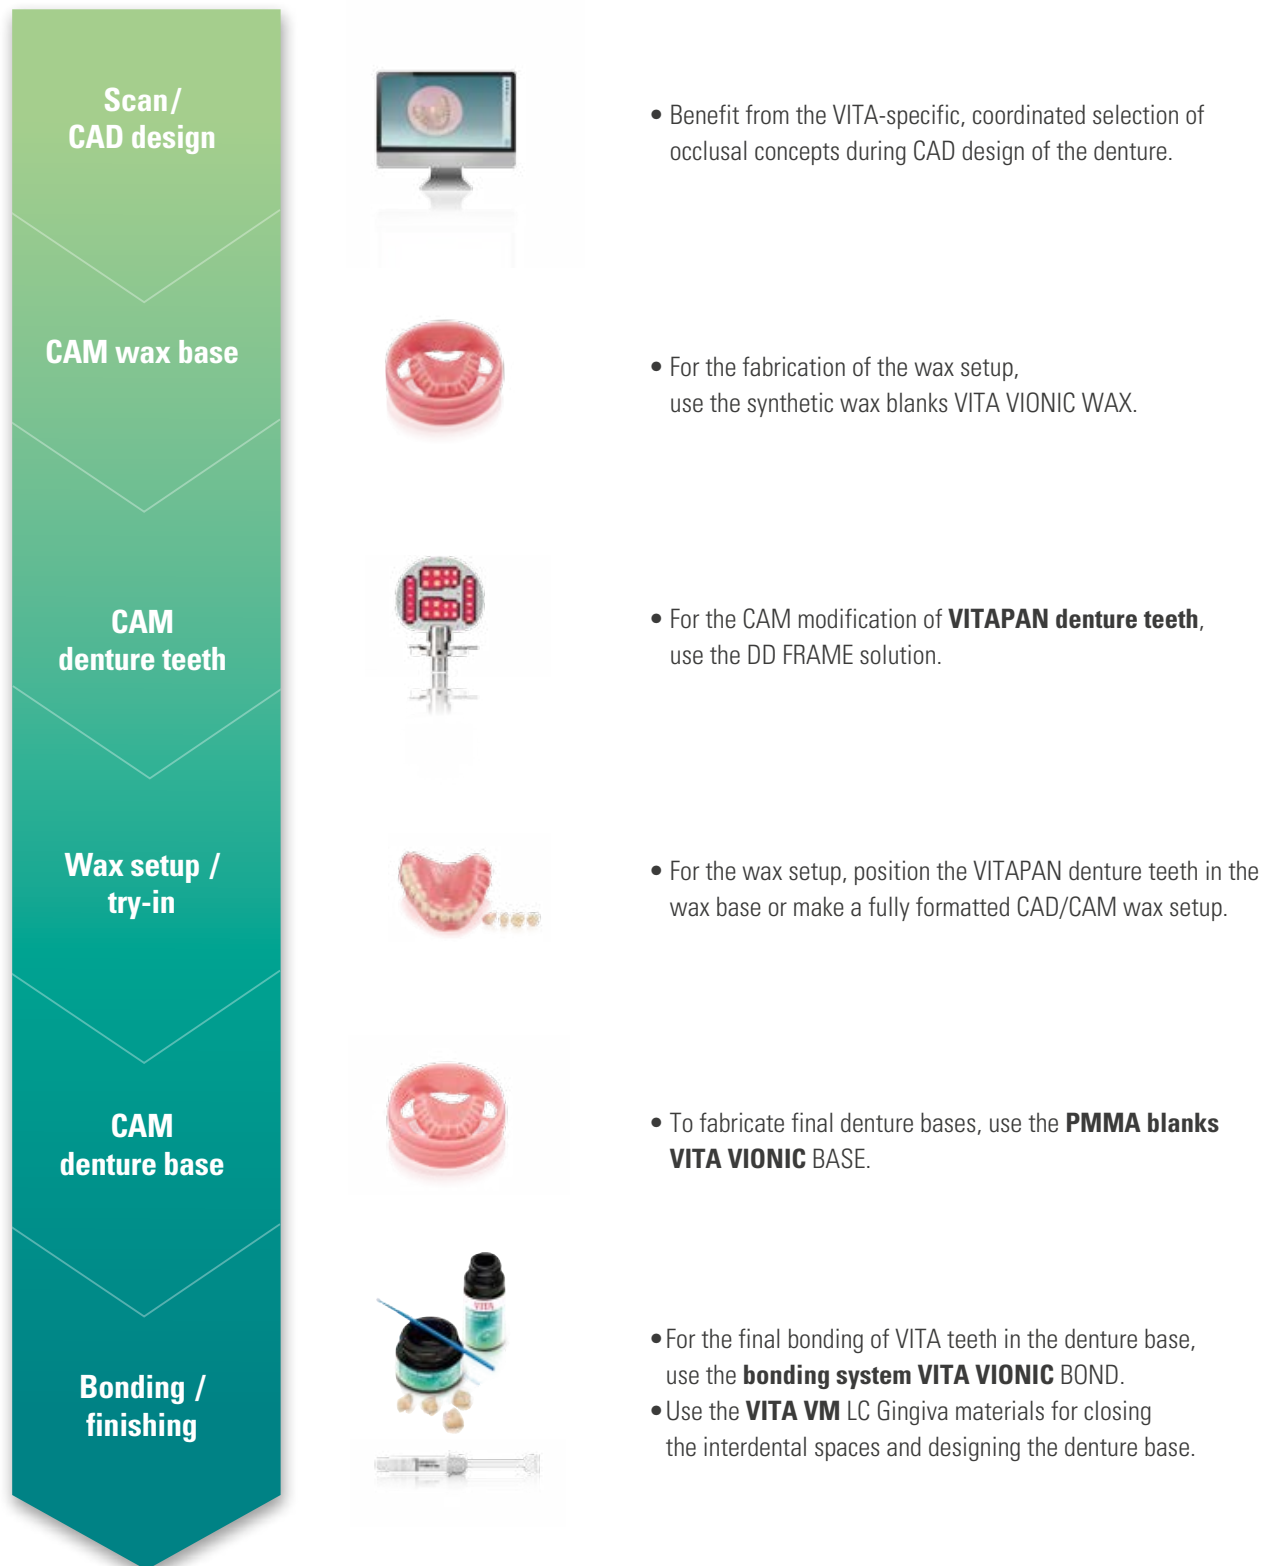 Scan/
CAD design
• Benefit from the VITA-specific, coordinated selection of
occlusal concepts during CAD design of the denture.
CAM wax base
• For the fabrication of the wax setup,
use the synthetic wax blanks VITA VIONIC WAX.
CAM
denture teeth
• For the CAM modification of VITAPAN denture teeth,
use the DD FRAME solution.
Wax setup /
try-in
• For the wax setup, position the VITAPAN denture teeth in the
wax base or make a fully formatted CAD/CAM wax setup.
CAM
denture base
• To fabricate final denture bases, use the PMMA blanks
VITA VIONIC BASE.
VITA
Bonding /
finishing
• For the final bonding of VITA teeth in the denture base,
use the bonding system VITA VIONIC BOND.
• Use the VITA VM LC Gingiva materials for closing
the interdental spaces and designing the denture base.